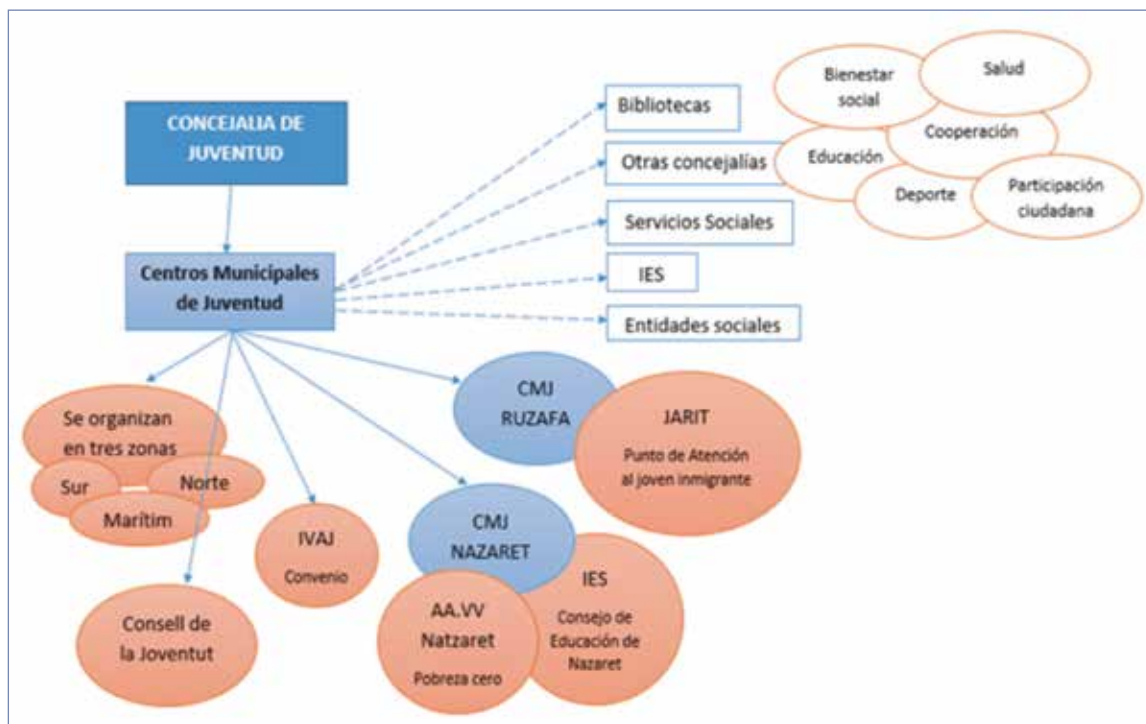 CONCEJALIA DE
JUVENTUD
Centros Municipales
de Juventud
Bibliotecas
Otras concejalías
Servicios Sociales
IES
Entidades sociales
Bienestar
social
Salud
Cooperación
Educación
Deporte
Participación
ciudadana
Se organizan
en tres zonas
Sur
Norte
Marítim
Consell de
la Joventut
IVAJ
Convenio
CMJ
RUZAFA
JARIT
Punto de Atención
al joven inmigrante
CMJ
NAZARET
AA.VV
Natzaret
Pobreza cero
IES
Consejo de
Educación de
Nazaret